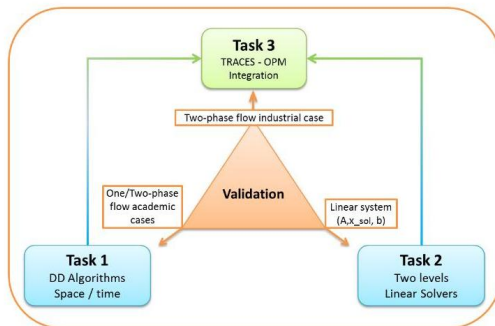 Task 3
TRACES - OPM
Integration
Two-phase flow industrial case
One/Two-phase
flow academic
cases
Validation
Linear system
(A,x_sol, b)
Task 1
DD Algorithms
Space / time
Task 2
Two levels
Linear Solvers